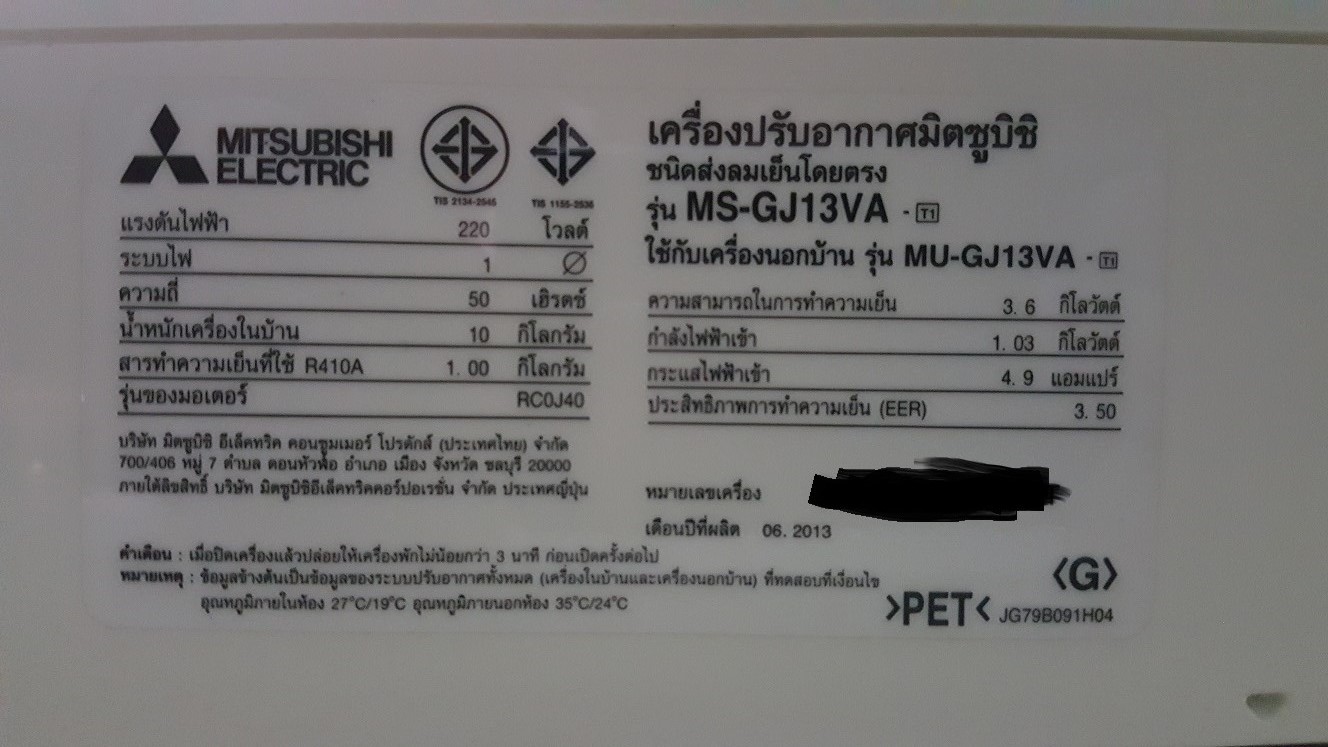 MITSUBISHI
ELECTRIC
TIS 2134-2545
TIS 1155-2536
แรงดันไฟฟ้า 220 โวลต์
ระบบไฟ 1 Ø
ความถี่ 50 เฮิรตซ์
น้ำหนักเครื่องในบ้าน 10 กิโลกรัม
สารทำความเย็นที่ใช้ R410A 1.00 กิโลกรัม
รุ่นของมอเตอร์ RC0J40
บริษัท มิตซูบิชิ อีเล็คทริค คอนซูมเมอร์ โปรดักส์ (ประเทศไทย) จำกัด
700/406 หมู่ 7 ตำบล ดอนหัวฬ่อ อำเภอ เมือง จังหวัด ชลบุรี 20000
ภายใต้ลิขสิทธิ์ บริษัท มิตซูบิชิอีเล็คทริคคอร์ปอเรชั่น จำกัด ประเทศญี่ปุ่น
เครื่องปรับอากาศมิตซูบิชิ
ชนิดส่งลมเย็นโดยตรง
รุ่น MS-GJ13VA - T1
ใช้กับเครื่องนอกบ้าน รุ่น MU-GJ13VA - T1
ความสามารถในการทำความเย็น 3.6 กิโลวัตต์
กำลังไฟฟ้าเข้า 1.03 กิโลวัตต์
กระแสไฟฟ้าเข้า 4.9 แอมแปร์
ประสิทธิภาพการทำความเย็น (EER) 3.50
หมายเลขเครื่อง
เดือนปีที่ผลิต 06.2013
คำเตือน : เมื่อปิดเครื่องแล้วปล่อยให้เครื่องพักไม่น้อยกว่า 3 นาที ก่อนเปิดครั้งต่อไป
หมายเหตุ : ข้อมูลข้างต้นเป็นข้อมูลของระบบปรับอากาศทั้งหมด (เครื่องในบ้านและเครื่องนอกบ้าน) ที่ทดสอบที่เงื่อนไข
อุณหภูมิภายในห้อง 27°C/19°C อุณหภูมิภายนอกห้อง 35°C/24°C
<G>
>PET< JG79B091H04